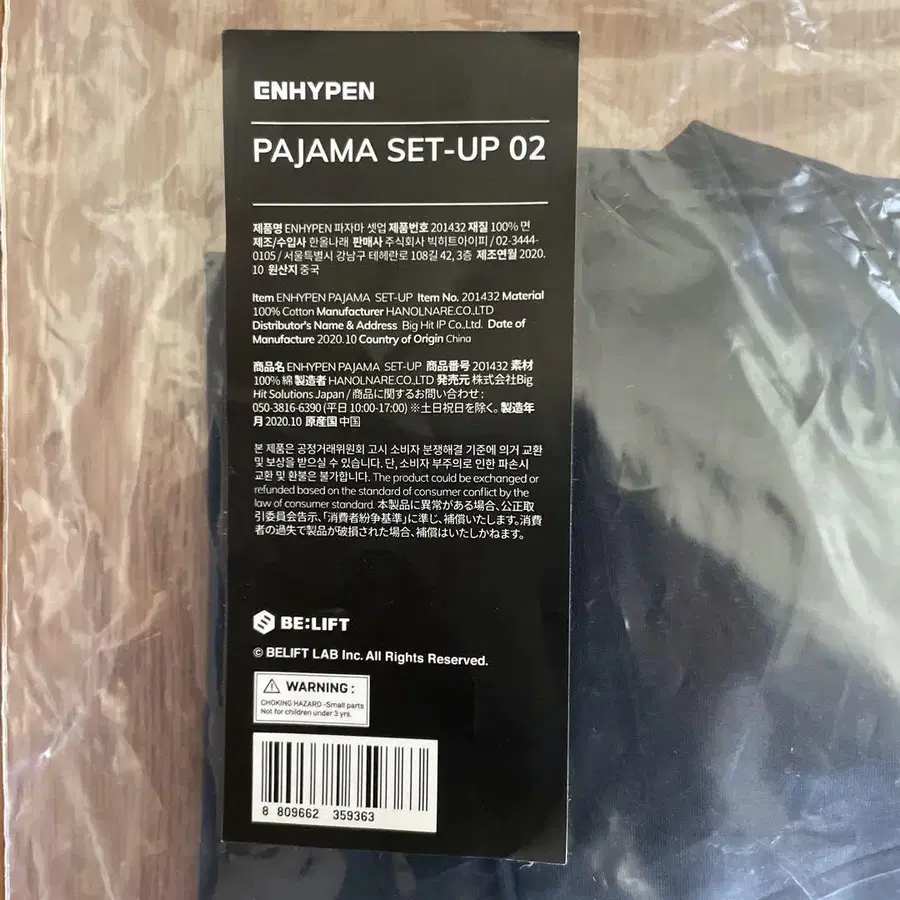 ENHYPEN
PAJAMA SET-UP 02
제품명 ENHYPEN 파자마 셋업 제품번호 201432 재질 100% 면
제조/수입사 한올나래 판매사 주식회사 빅히트아이피 / 02-3444-
0105 / 서울특별시 강남구 테헤란로 108길 42, 3층 제조연월 2020.
10 원산지 중국
Item ENHYPEN PAJAMA SET-UP Item No. 201432 Material
100% Cotton Manufacturer HANOLNARE.CO.,LTD
Distributor's Name & Address Big Hit IP Co.,Ltd. Date of
Manufacture 2020.10 Country of Origin China
商品名 ENHYPEN PAJAMA SET-UP 商品番号 201432 素材
100% 綿 製造者 HANOLNARE.CO.,LTD 発売元 株式会社Big
Hit Solutions Japan / 商品に関するお問い合わせ :
050-3816-6390 (平日 10:00-17:00) ※土日祝日を除く。製造年
月 2020.10 原産国 中国
본 제품은 공정거래위원회 고시 소비자 분쟁해결 기준에 의거 교환
및 보상을 받으실 수 있습니다. 단, 소비자 부주의로 인한 파손시
교환 및 환불은 불가합니다. The product could be exchanged or
refunded based on the standard of consumer conflict by the
law of consumer standard. 本製品に異常がある場合、公正取
引委員会告示、「消費者紛争基準」に準じ、補償いたします。消費
者の過失で製品が破損された場合、補償はいたしかねます。
BE:LIFT
© BELIFT LAB Inc. All Rights Reserved.
WARNING :
CHOKING HAZARD -Small parts
Not for children under 3 yrs.
8 809662 359363